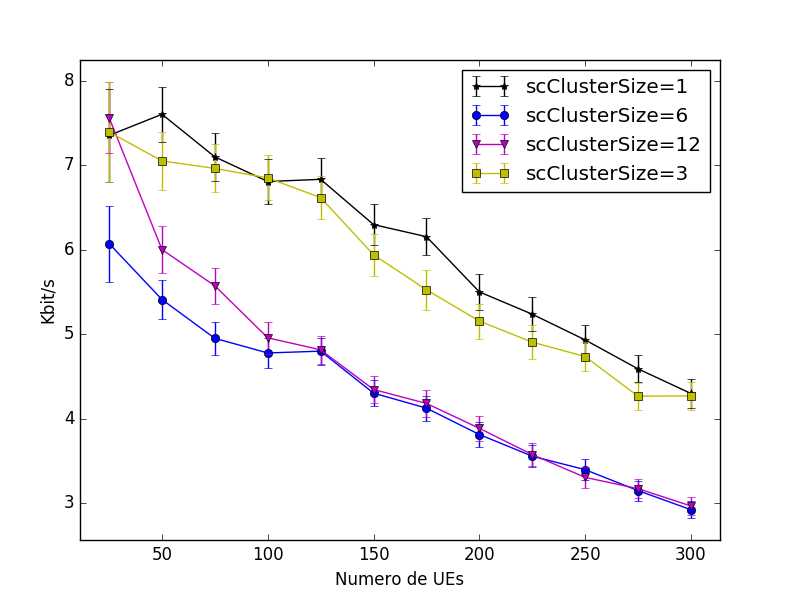 8
7
6
5
4
3
Kbit/s
scClusterSize=1
scClusterSize=6
scClusterSize=12
scClusterSize=3
50 100 150 200 250 300
Numero de UEs